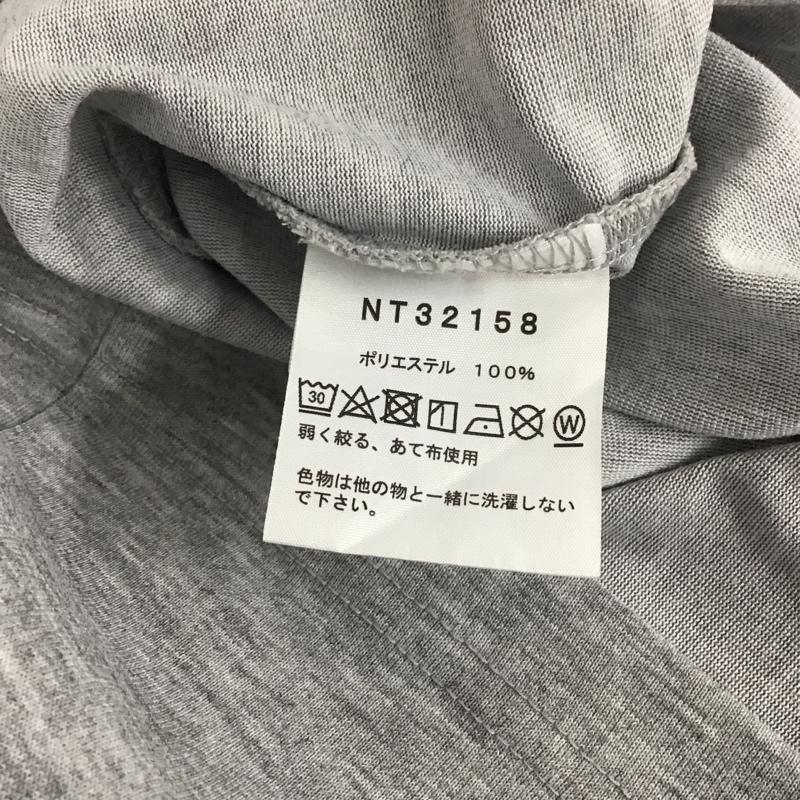 NT32158
ポリエステル 100%
30 W
弱く絞る、あて布使用
色物は他の物と一緒に洗濯しない
で下さい。